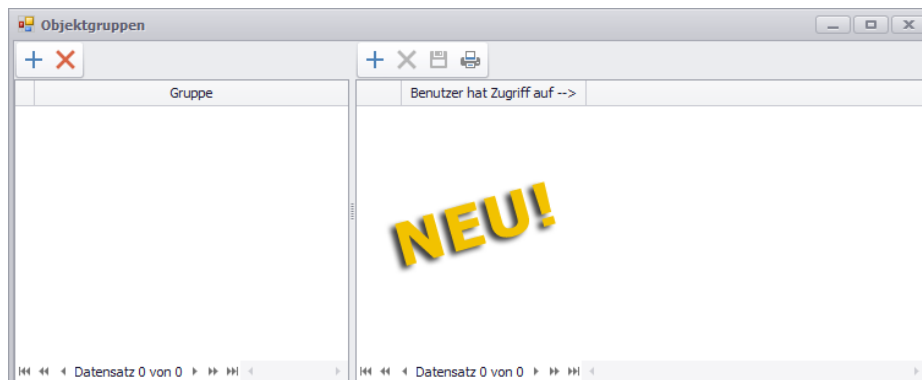 Objektgruppen
Gruppe
Benutzer hat Zugriff auf -->
NEU!
Datensatz 0 von 0
Datensatz 0 von 0